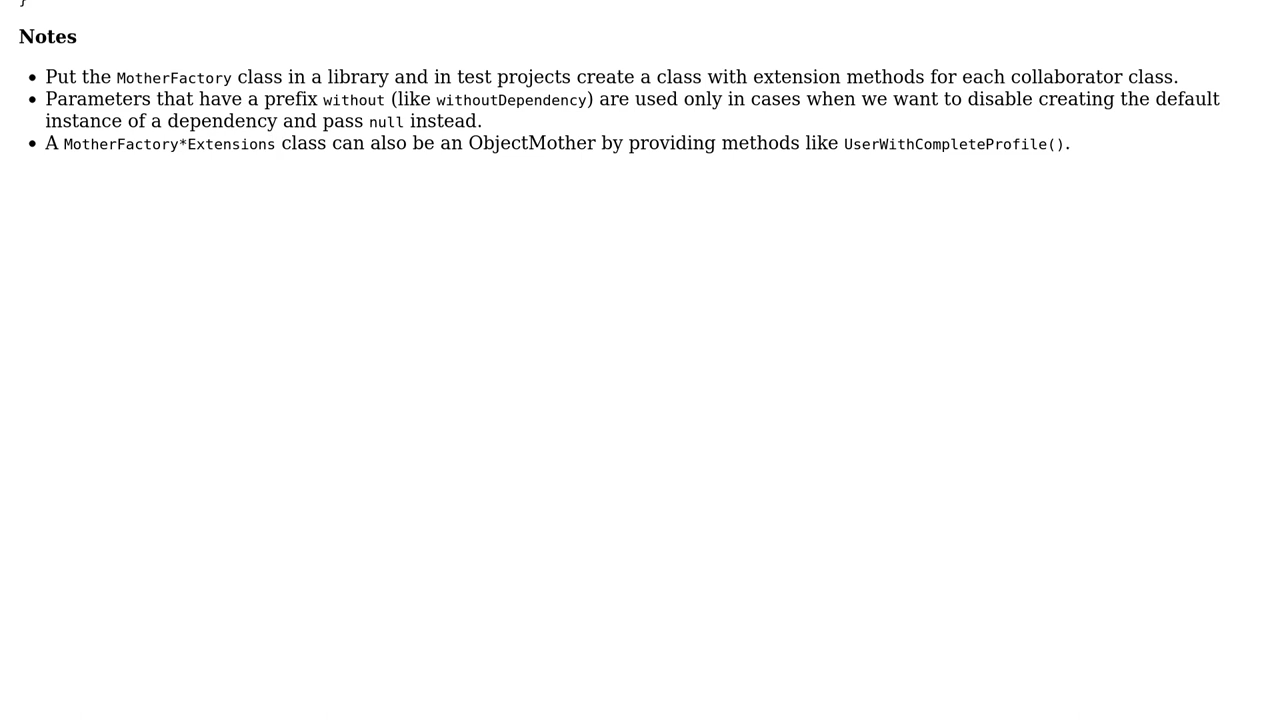 }
Notes
• Put the MotherFactory class in a library and in test projects create a class with extension methods for each collaborator class.
• Parameters that have a prefix without (like withoutDependency) are used only in cases when we want to disable creating the default
instance of a dependency and pass null instead.
• A MotherFactory*Extensions class can also be an ObjectMother by providing methods like UserWithCompleteProfile().